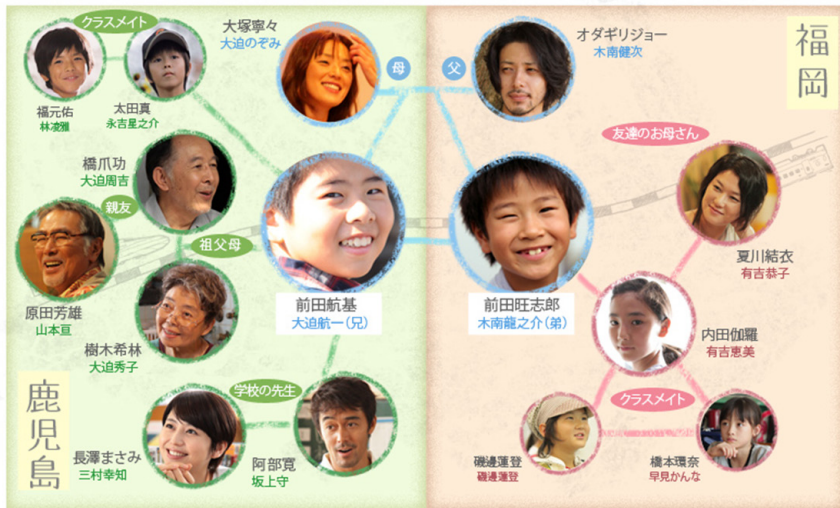 クラスメイト
福元佑
林凌雅
太田真
永吉星之介
大塚寧々
大迫のぞみ
母
父
オダギリジョー
木南健次
福岡
橋爪功
大迫周吉
親友
祖父母
原田芳雄
山本亘
樹木希林
大迫秀子
前田航基
大迫航一(兄)
前田旺志郎
木南龍之介(弟)
友達のお母さん
夏川結衣
有吉恭子
内田伽羅
有吉恵美
クラスメイト
磯邊蓮登
磯邊蓮登
橋本環奈
早見かんな
鹿児島
学校の先生
長澤まさみ
三村幸知
阿部寛
坂上守